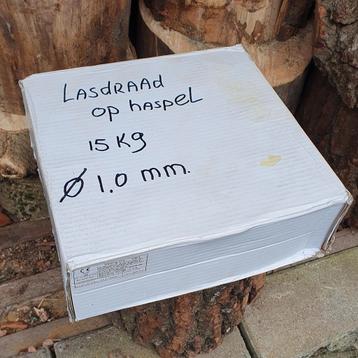 Lasdraad
op haspel
15 kg
Ø 1.0 mm.